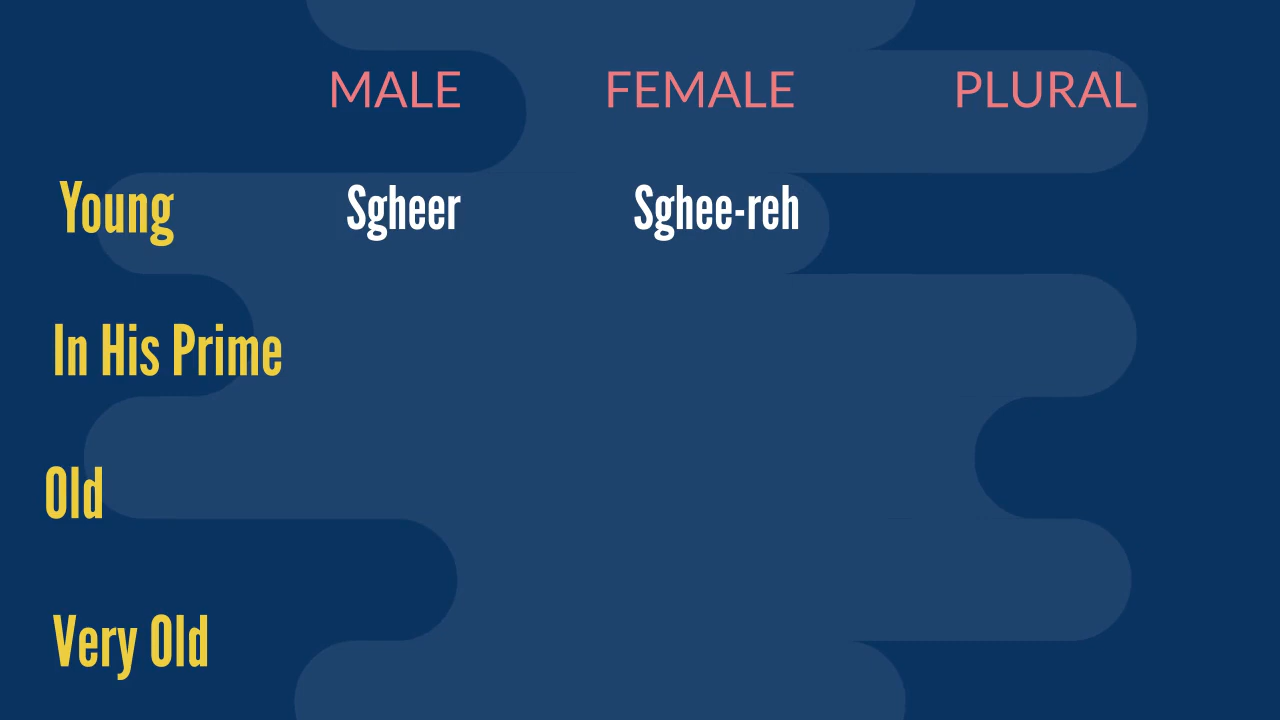 MALE FEMALE PLURAL
Young Sgheer Sghee-reh
In His Prime
Old
Very Old